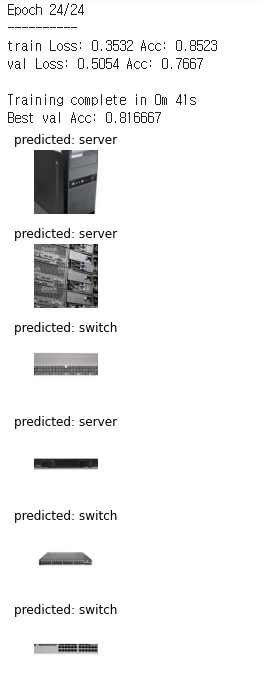 Epoch 24/24
----------
train Loss: 0.3532 Acc: 0.8523
val Loss: 0.5054 Acc: 0.7667
Training complete in 0m 41s
Best val Acc: 0.816667
predicted: server
predicted: server
predicted: switch
predicted: server
predicted: switch
predicted: switch